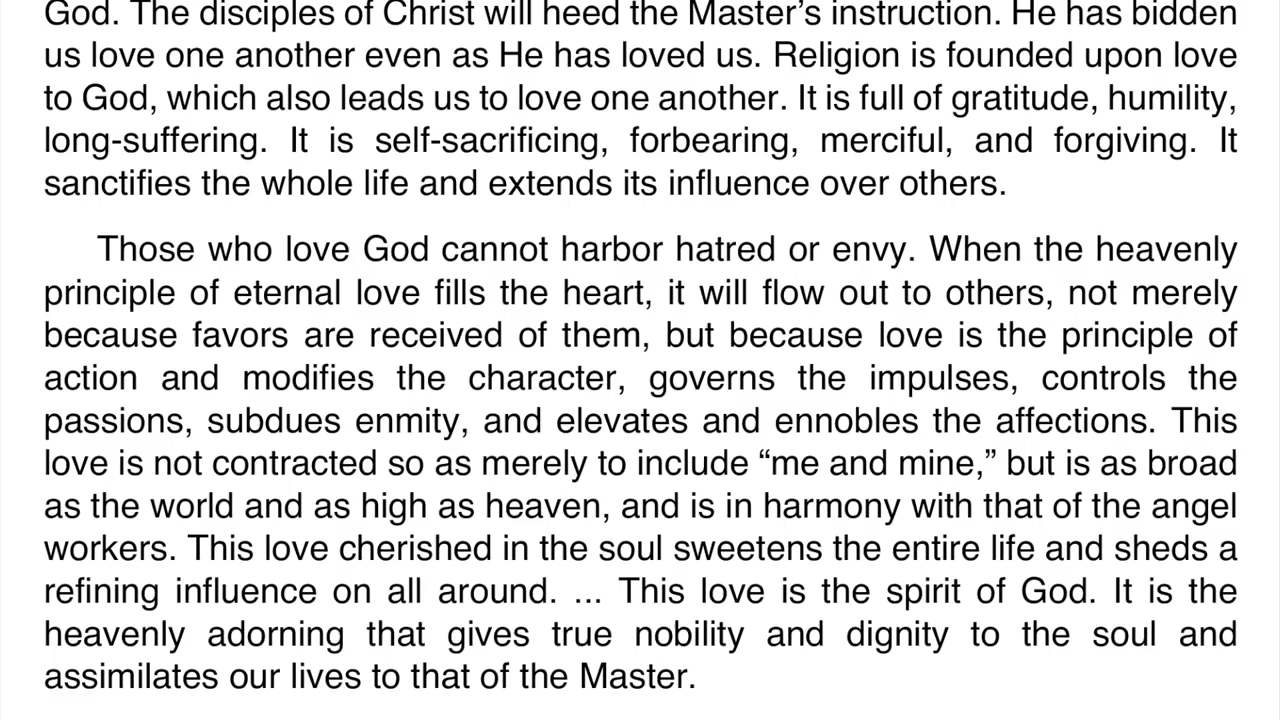 God. The disciples of Christ will heed the Master’s instruction. He has bidden
us love one another even as He has loved us. Religion is founded upon love
to God, which also leads us to love one another. It is full of gratitude, humility,
long-suffering. It is self-sacrificing, forbearing, merciful, and forgiving. It
sanctifies the whole life and extends its influence over others.
Those who love God cannot harbor hatred or envy. When the heavenly
principle of eternal love fills the heart, it will flow out to others, not merely
because favors are received of them, but because love is the principle of
action and modifies the character, governs the impulses, controls the
passions, subdues enmity, and elevates and ennobles the affections. This
love is not contracted so as merely to include “me and mine,” but is as broad
as the world and as high as heaven, and is in harmony with that of the angel
workers. This love cherished in the soul sweetens the entire life and sheds a
refining influence on all around. ... This love is the spirit of God. It is the
heavenly adorning that gives true nobility and dignity to the soul and
assimilates our lives to that of the Master.